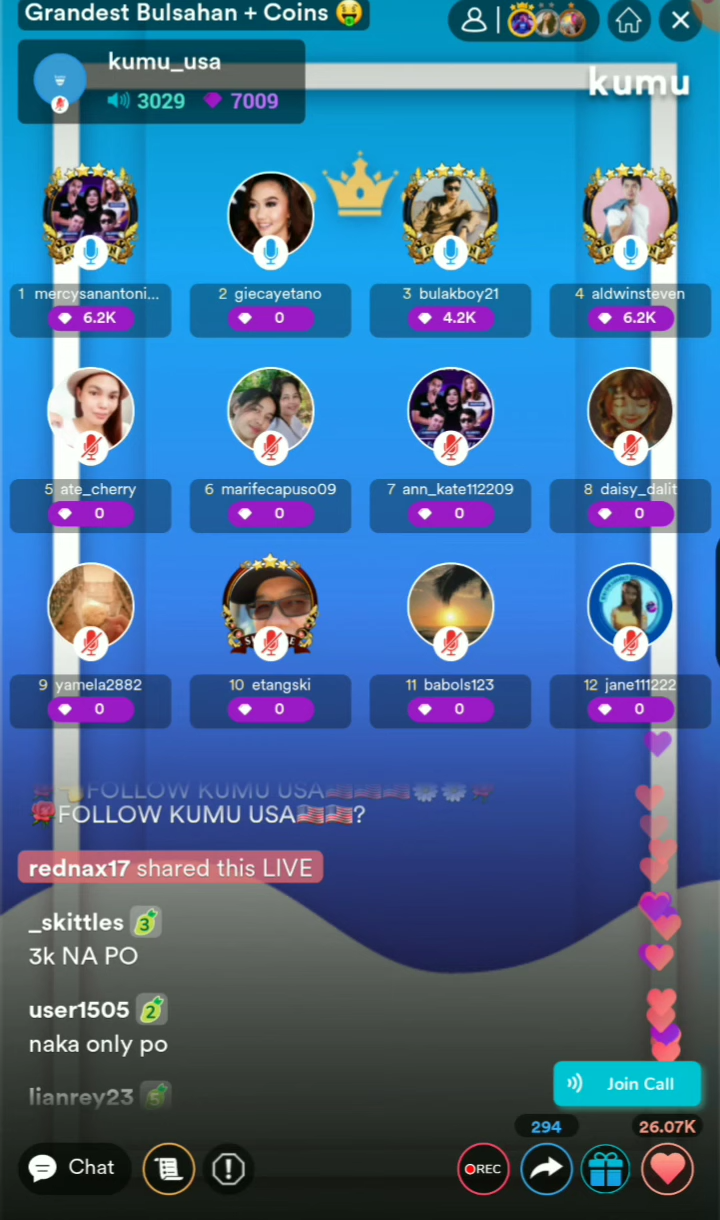 Grandest Bulsahan + Coins 🤑
kumu_usa
3029 7009
kumu
1 mercysanantoni...
6.2K
2 giecayetano
0
3 bulakboy21
4.2K
4 aldwinsteven
6.2K
5 ate_cherry
0
6 marifecapuso09
0
7 ann_kate112209
0
8 daisy_dalit
0
9 yamela2882
0
10 etangski
0
11 babols123
0
12 jane111222
0
FOLLOW KUMU USA🇺🇸🇺🇸🇺🇸
🌹FOLLOW KUMU USA🇺🇸🇺🇸?
rednax17 shared this LIVE
_skittles 3
3k NA PO
user1505 2
naka only po
lianrey23 5
Join Call
294
26.07K
Chat
REC